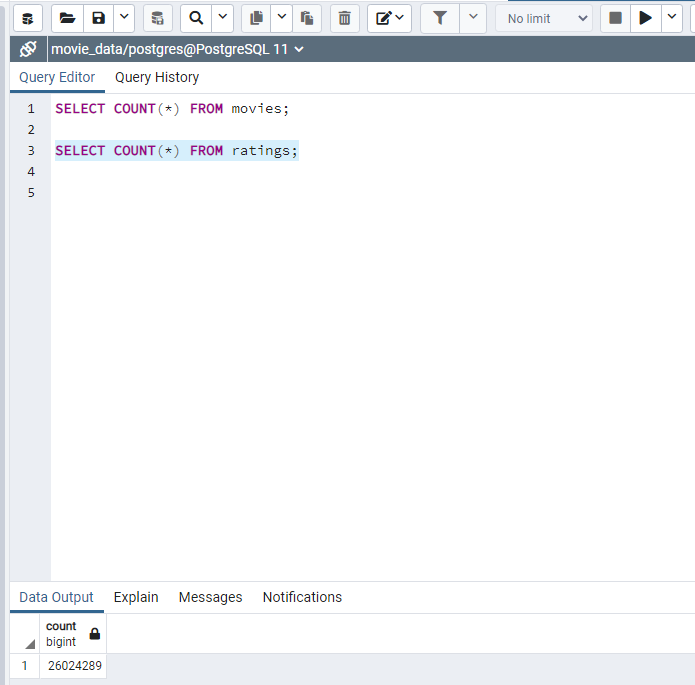 No limit
movie_data/postgres@PostgreSQL 11
Query Editor Query History
1 SELECT COUNT(*) FROM movies;
2
3 SELECT COUNT(*) FROM ratings;
4
5
Data Output Explain Messages Notifications
count
bigint
1 26024289